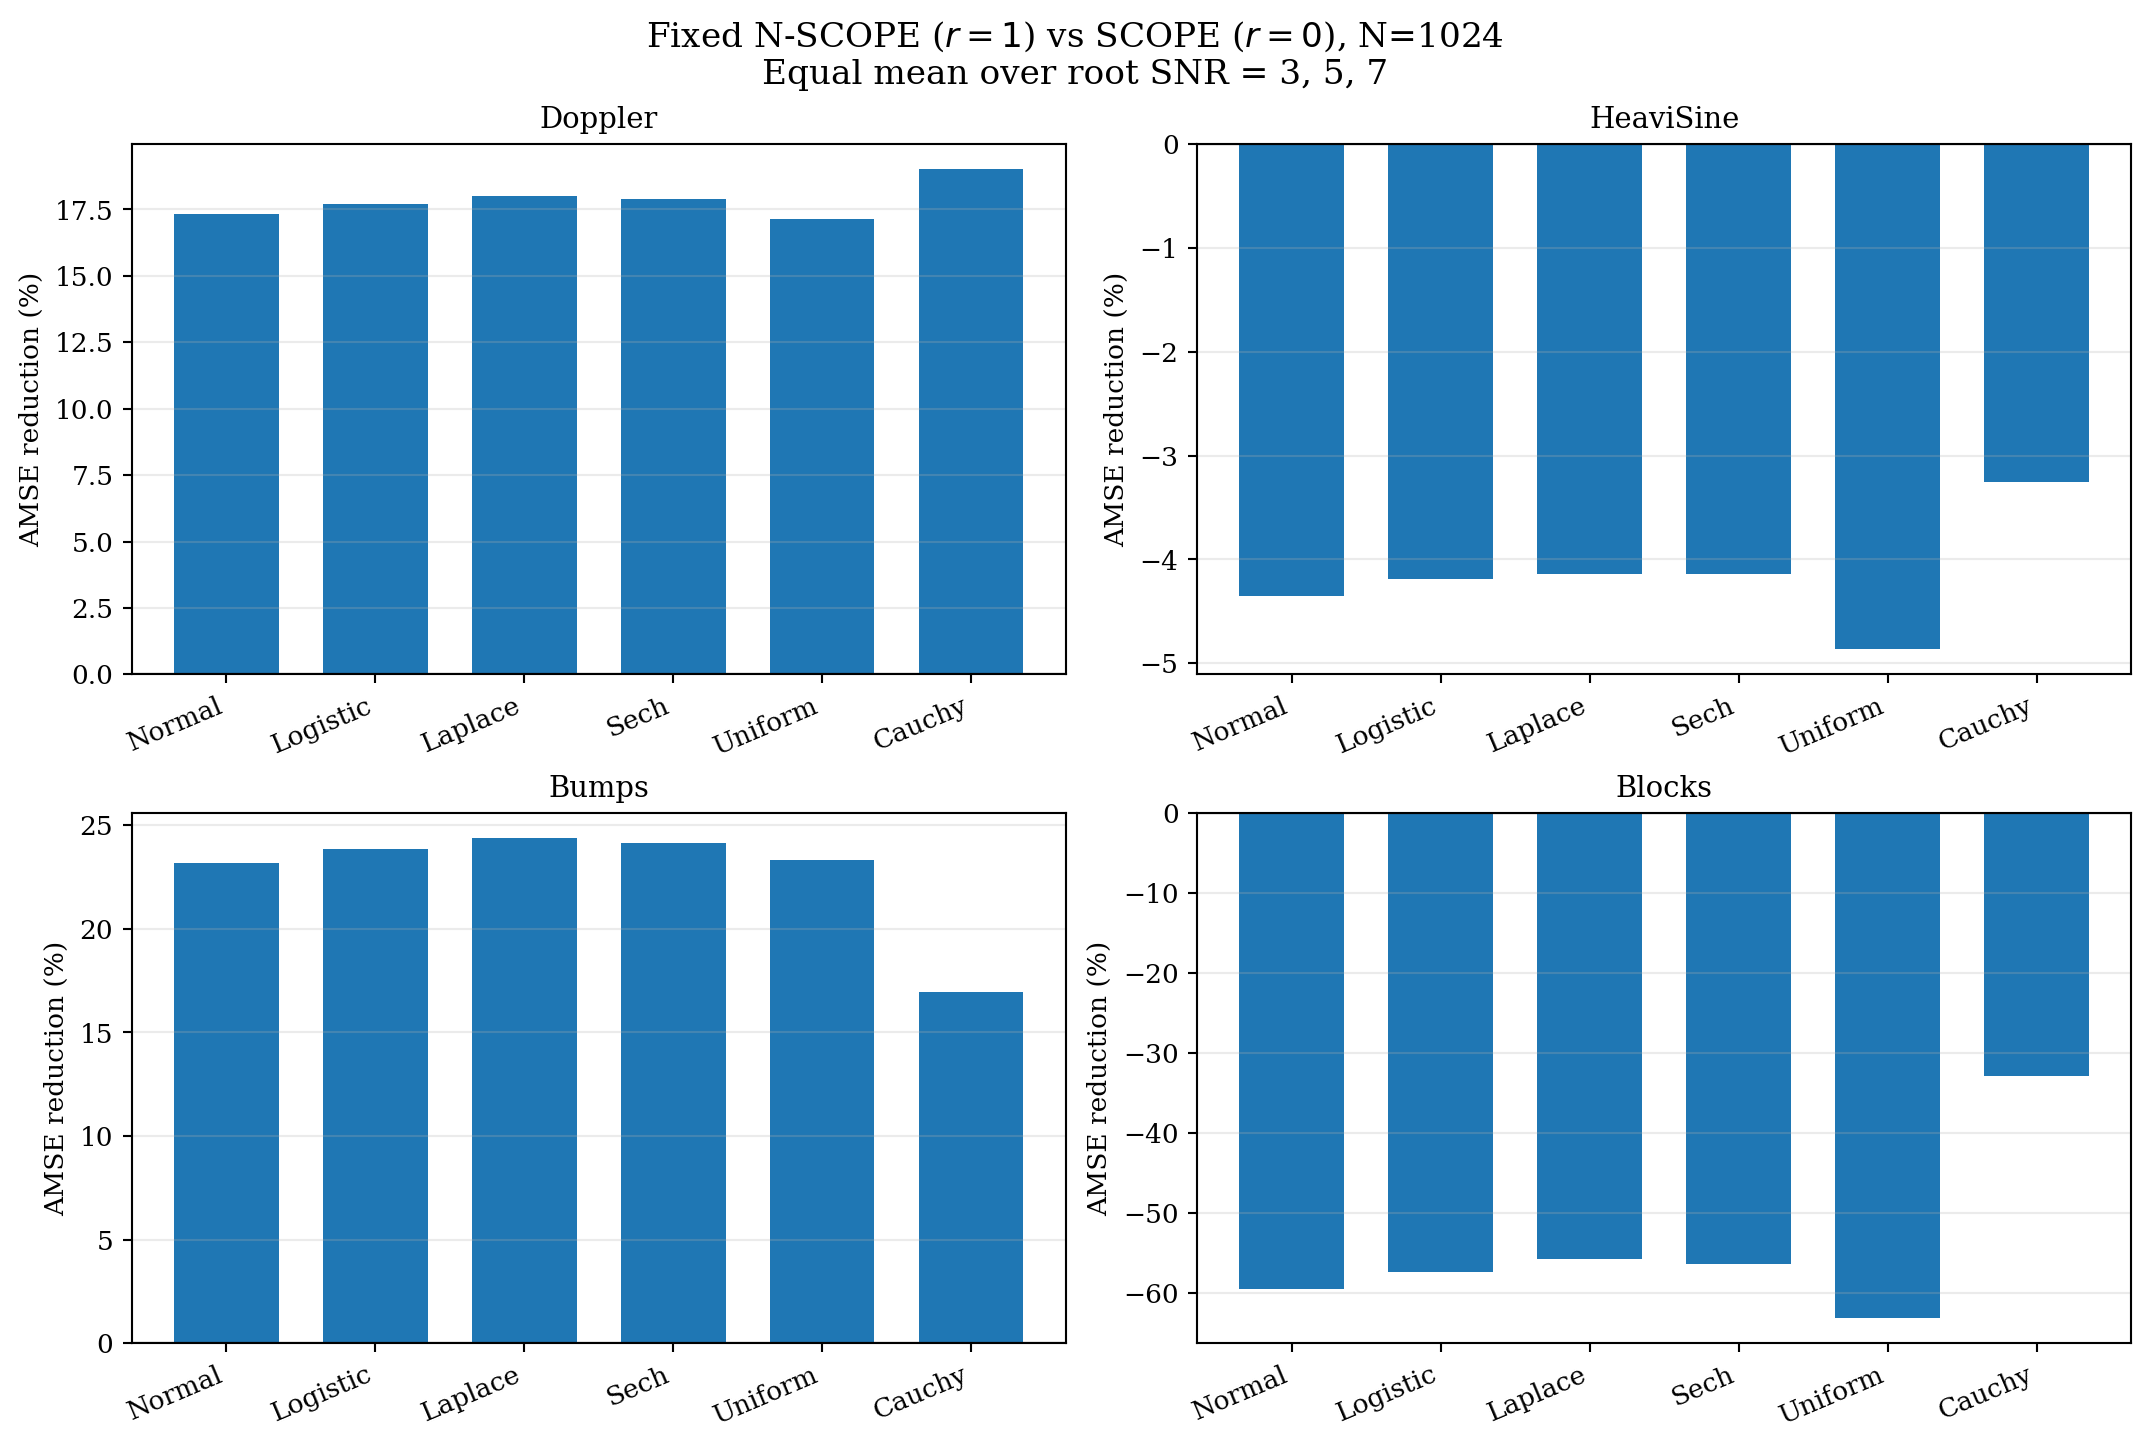 Fixed N-SCOPE (r = 1) vs SCOPE (r = 0), N=1024
Equal mean over root SNR = 3, 5, 7
Doppler
AMSE reduction (%)
17.5
15.0
12.5
10.0
7.5
5.0
2.5
0.0
Normal
Logistic
Laplace
Sech
Uniform
Cauchy
HeaviSine
AMSE reduction (%)
0
−1
−2
−3
−4
−5
Normal
Logistic
Laplace
Sech
Uniform
Cauchy
Bumps
AMSE reduction (%)
25
20
15
10
5
0
Normal
Logistic
Laplace
Sech
Uniform
Cauchy
Blocks
AMSE reduction (%)
0
−10
−20
−30
−40
−50
−60
Normal
Logistic
Laplace
Sech
Uniform
Cauchy